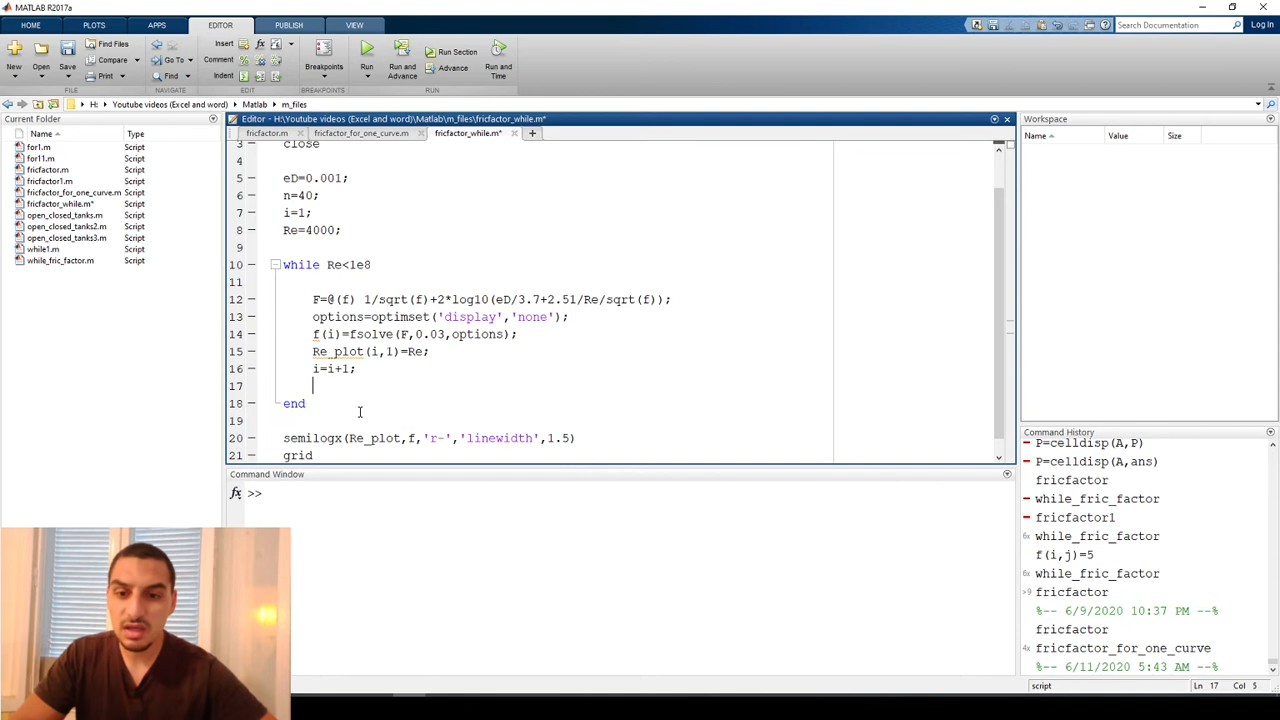 MATLAB R2017a
HOME PLOTS APPS EDITOR PUBLISH VIEW
Search Documentation Log In
New Open Save Find Files Compare Print
Insert Comment Indent
Go To Find
Breakpoints Run Run and Advance Run Section Advance Run and Time
FILE NAVIGATE EDIT BREAKPOINTS RUN
H: Youtube videos (Excel and word) Matlab m_files
Current Folder
Name Type
for1.m Script
for11.m Script
fricfactor.m Script
fricfactor1.m Script
fricfactor_for_one_curve.m Script
fricfactor_while.m* Script
open_closed_tanks.m Script
open_closed_tanks2.m Script
open_closed_tanks3.m Script
while1.m Script
while_fric_factor.m Script
Editor - H:\Youtube videos (Excel and word)\Matlab\m_files\fricfactor_while.m*
fricfactor.m fricfactor_for_one_curve.m fricfactor_while.m*
3 close
4
5 eD=0.001;
6 n=40;
7 i=1;
8 Re=4000;
9
10 while Re<1e8
11
12 F=@(f) 1/sqrt(f)+2*log10(eD/3.7+2.51/Re/sqrt(f));
13 options=optimset('display','none');
14 f(i)=fsolve(F,0.03,options);
15 Re_plot(i,1)=Re;
16 i=i+1;
17
18 end
19
20 semilogx(Re_plot,f,'r-','linewidth',1.5)
21 grid
Command Window
fx >>
Workspace
Name Value Size
Command History
P=celldisp(A,P)
P=celldisp(A,ans)
fricfactor
while_fric_factor
fricfactor1
6x while_fric_factor
f(i,j)=5
6x while_fric_factor
>9 fricfactor
%-- 6/9/2020 10:37 PM --%
fricfactor
4x fricfactor_for_one_curve
%-- 6/11/2020 5:43 AM --%
script Ln 17 Col 5